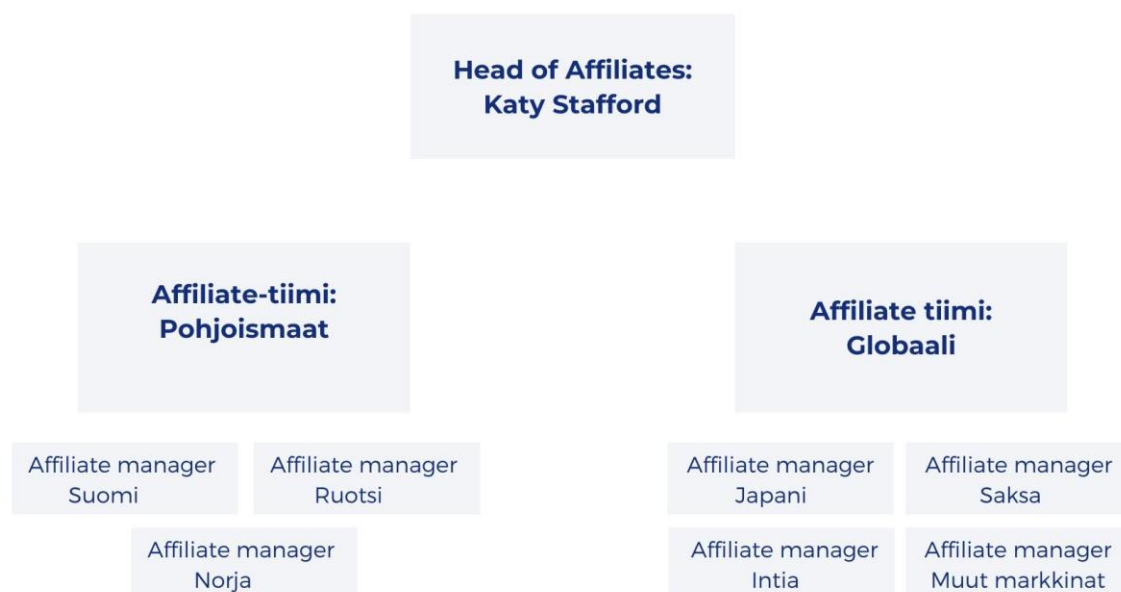 Head of Affiliates:
Katy Stafford
Affiliate-tiimi:
Pohjoismaat
Affiliate tiimi:
Globaali
Affiliate manager
Suomi
Affiliate manager
Ruotsi
Affiliate manager
Norja
Affiliate manager
Japani
Affiliate manager
Saksa
Affiliate manager
Intia
Affiliate manager
Muut markkinat